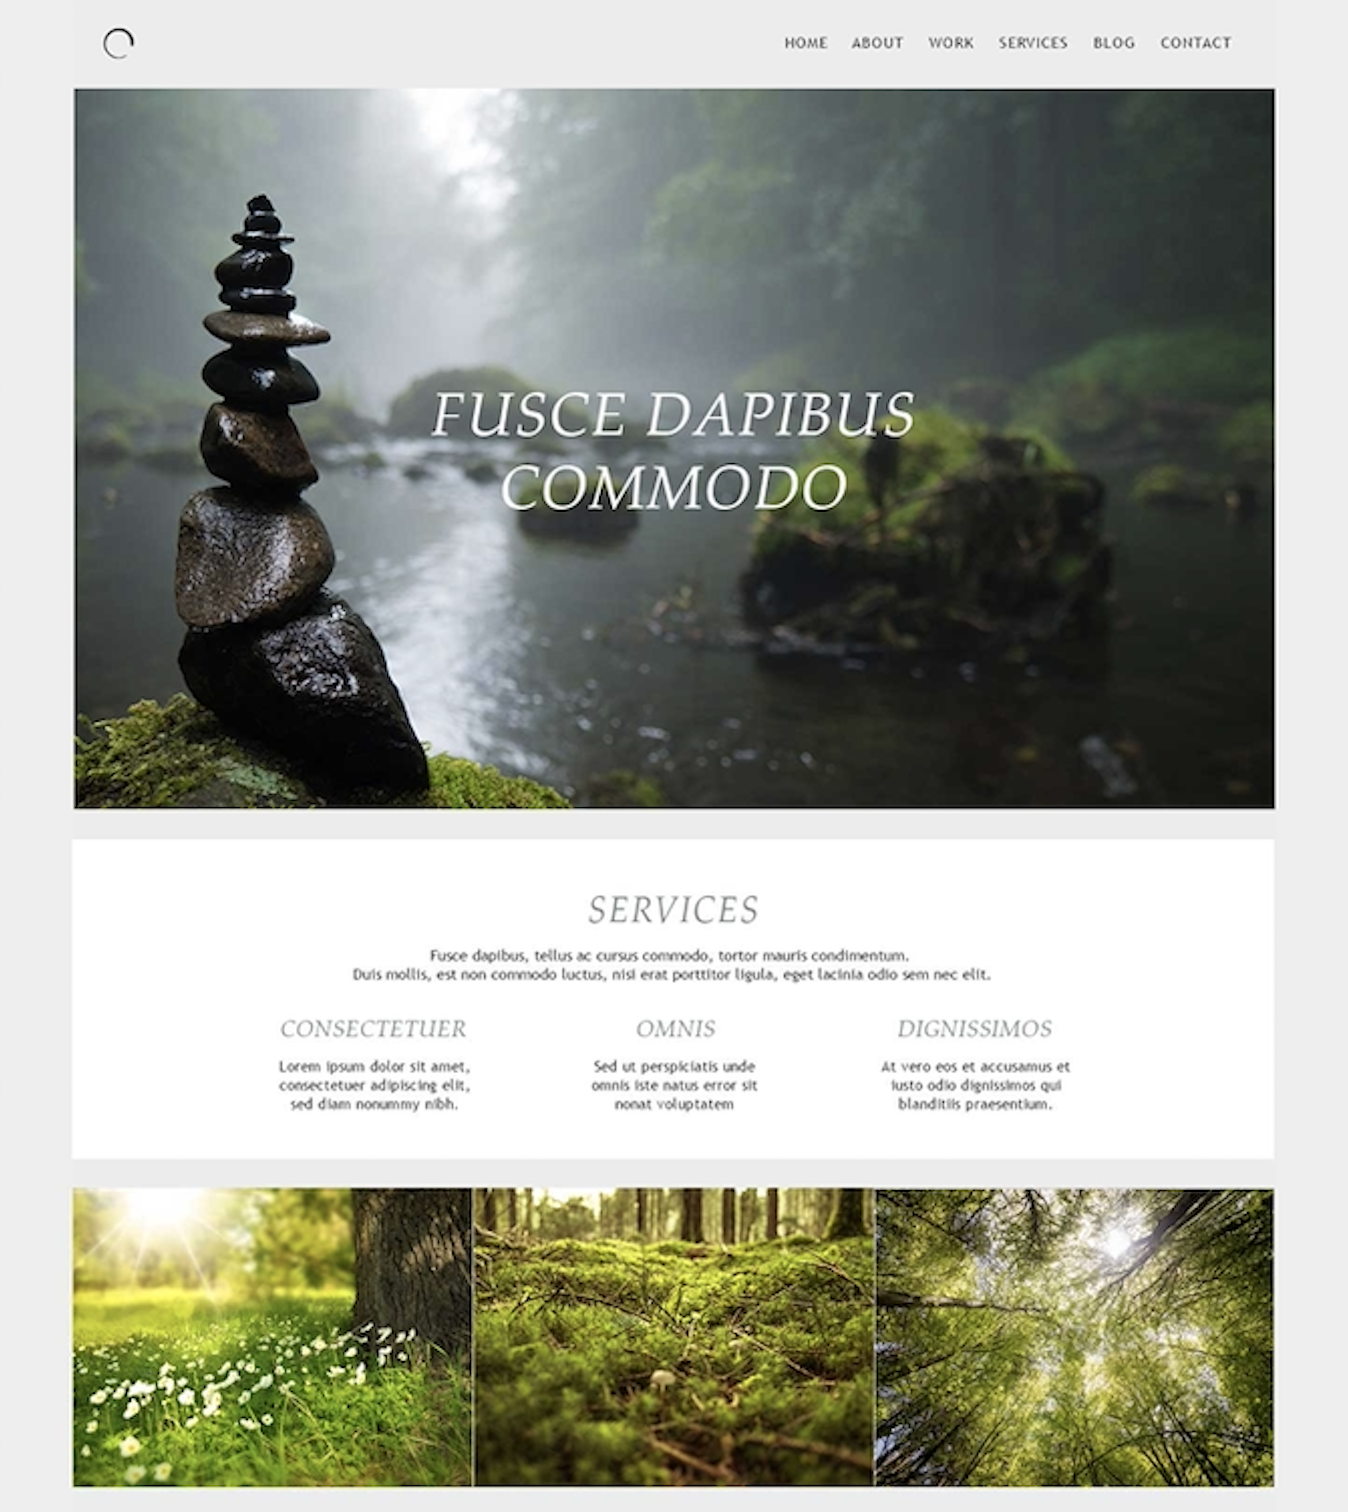 HOME ABOUT WORK SERVICES BLOG CONTACT
FUSCE DAPIBUS
COMMODO
SERVICES
Fusce dapibus, tellus ac cursus commodo, tortor mauris condimentum.
Duis mollis, est non commodo luctus, nisi erat porttitor ligula, eget lacinia odio sem nec elit.
CONSECTETUER
Lorem ipsum dolor sit amet,
consectetuer adipiscing elit,
sed diam nonummy nibh.
OMNIS
Sed ut perspiciatis unde
omnis iste natus error sit
nonat voluptatem
DIGNISSIMOS
At vero eos et accusamus et
iusto odio dignissimos qui
blanditiis praesentium.